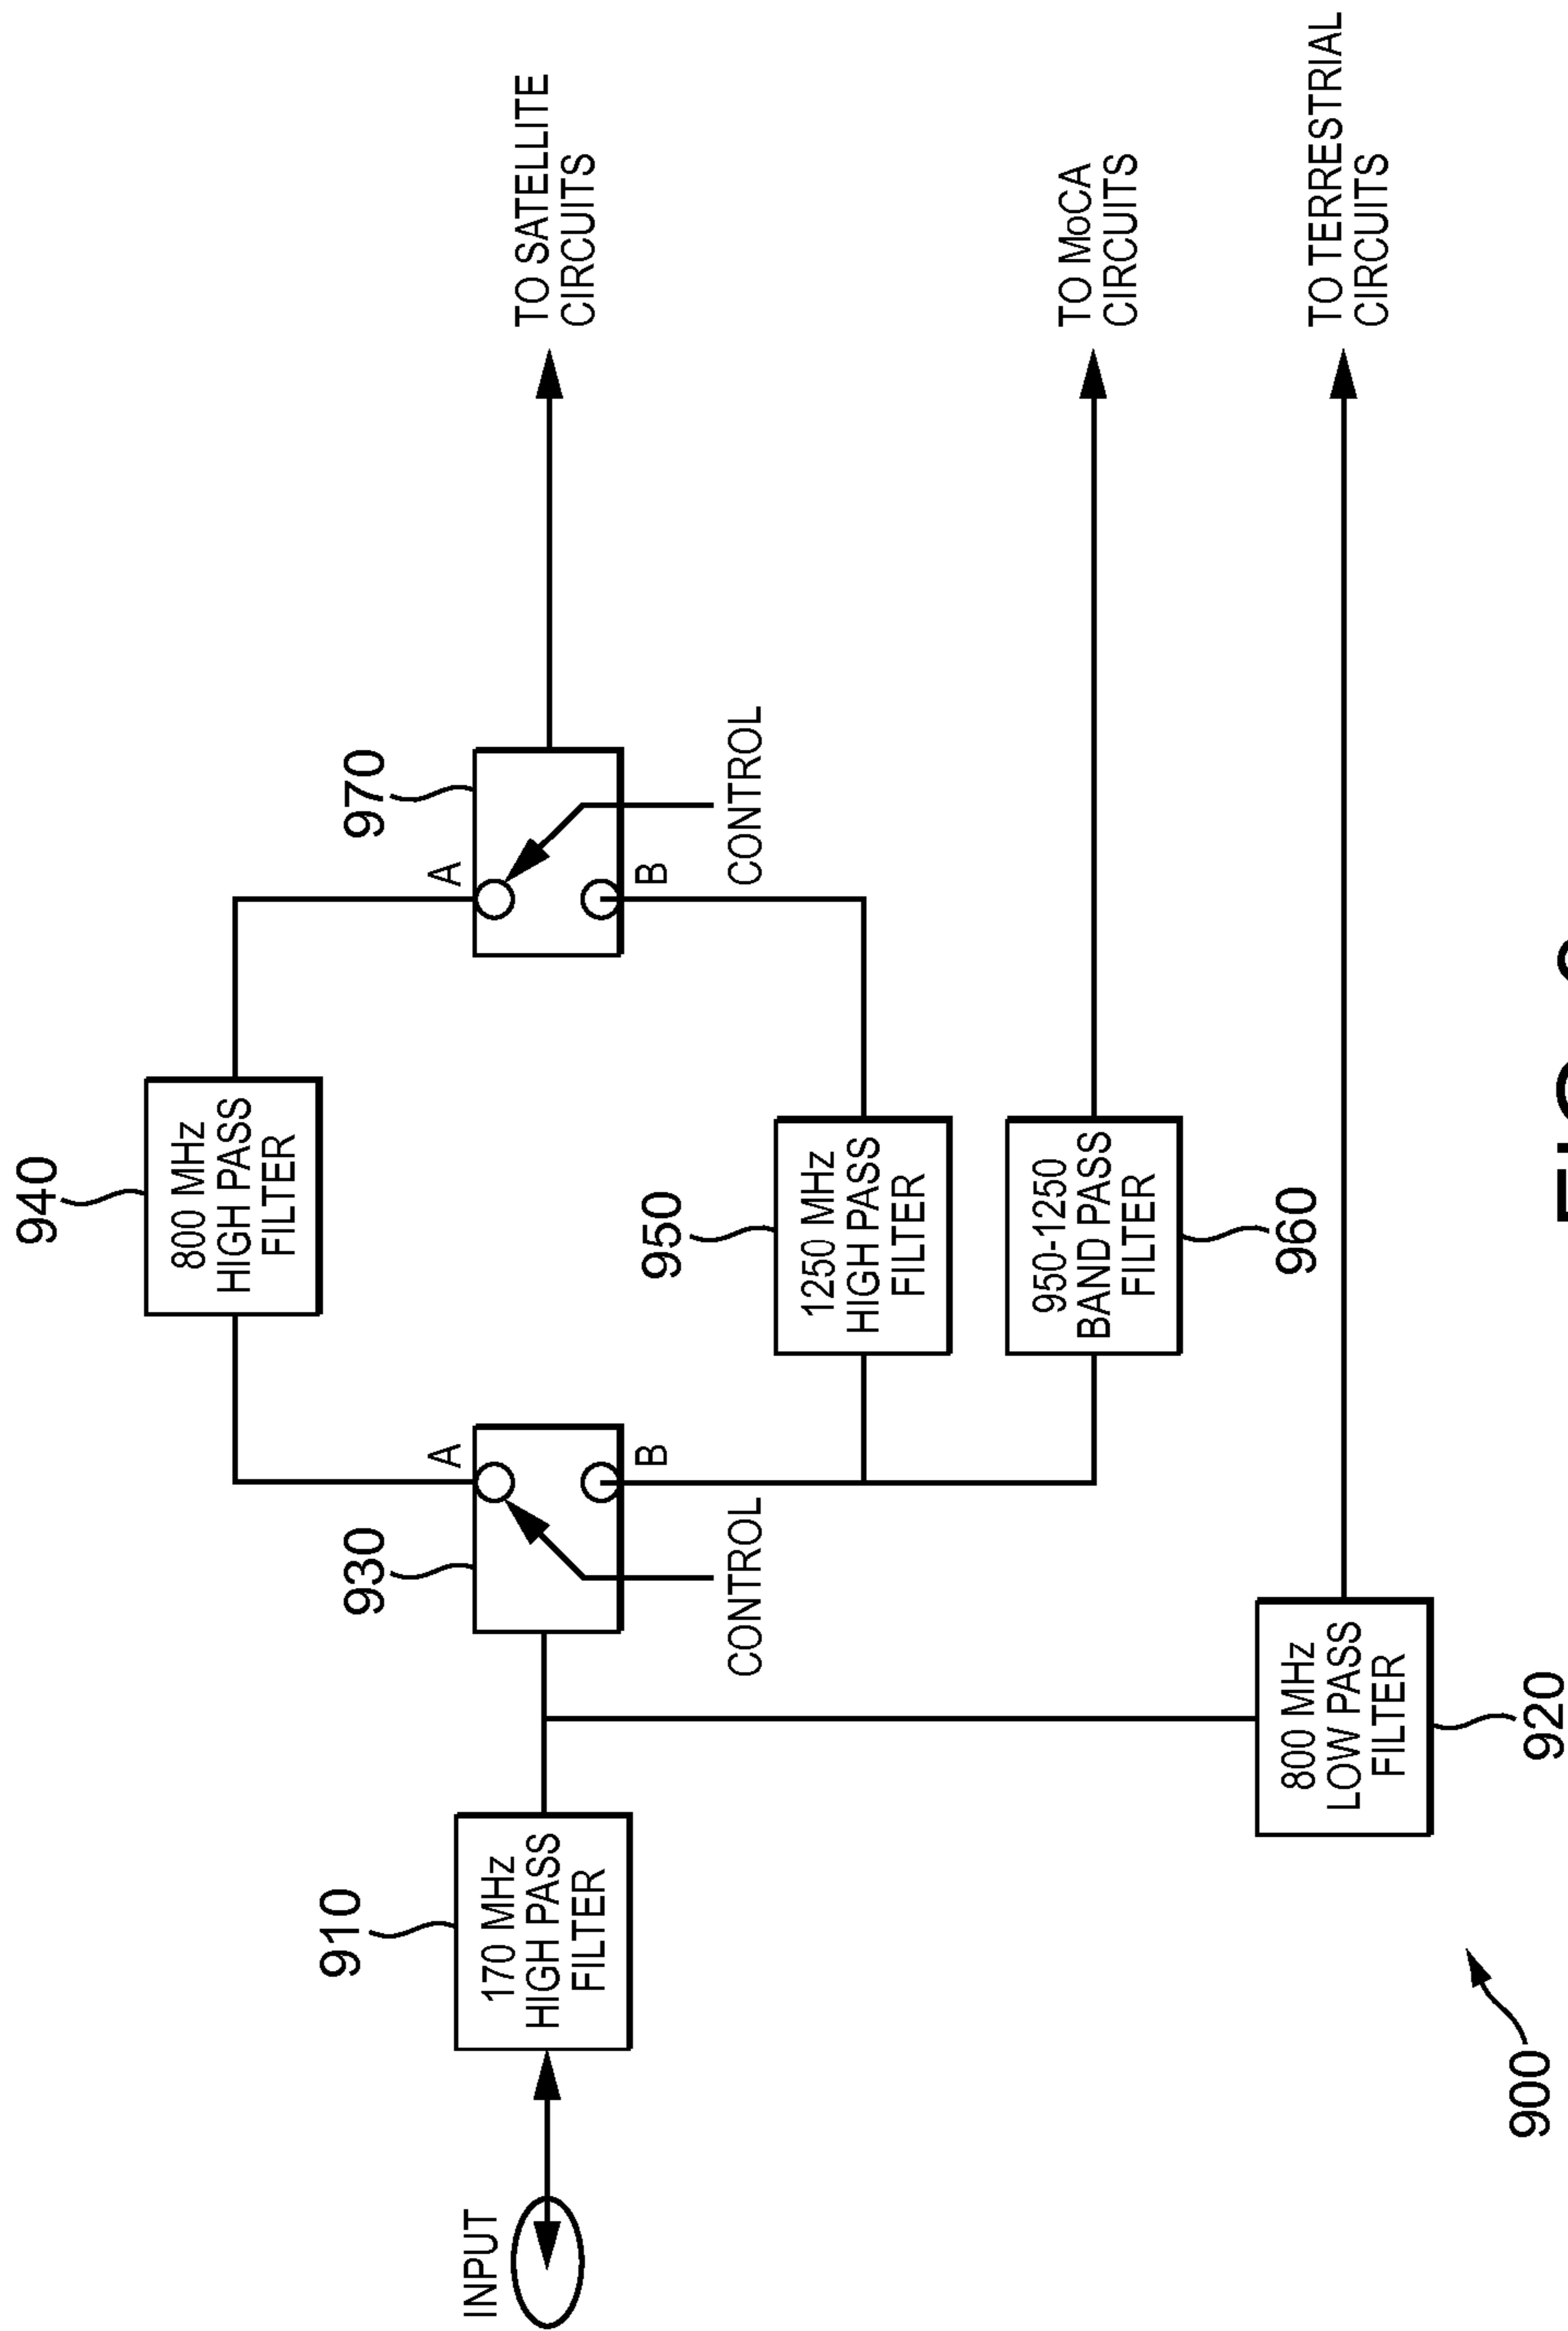 940
800 MHz
HIGH PASS
FILTER
910
930
970
A
A
INPUT
170 MHz
HIGH PASS
FILTER
TO SATELLITE
CIRCUITS
B
B
CONTROL
CONTROL
950
1250 MHz
HIGH PASS
FILTER
950-1250
BAND PASS
FILTER
TO MoCA
CIRCUITS
960
800 MHz
LOW PASS
FILTER
TO TERRESTRIAL
CIRCUITS
900
920